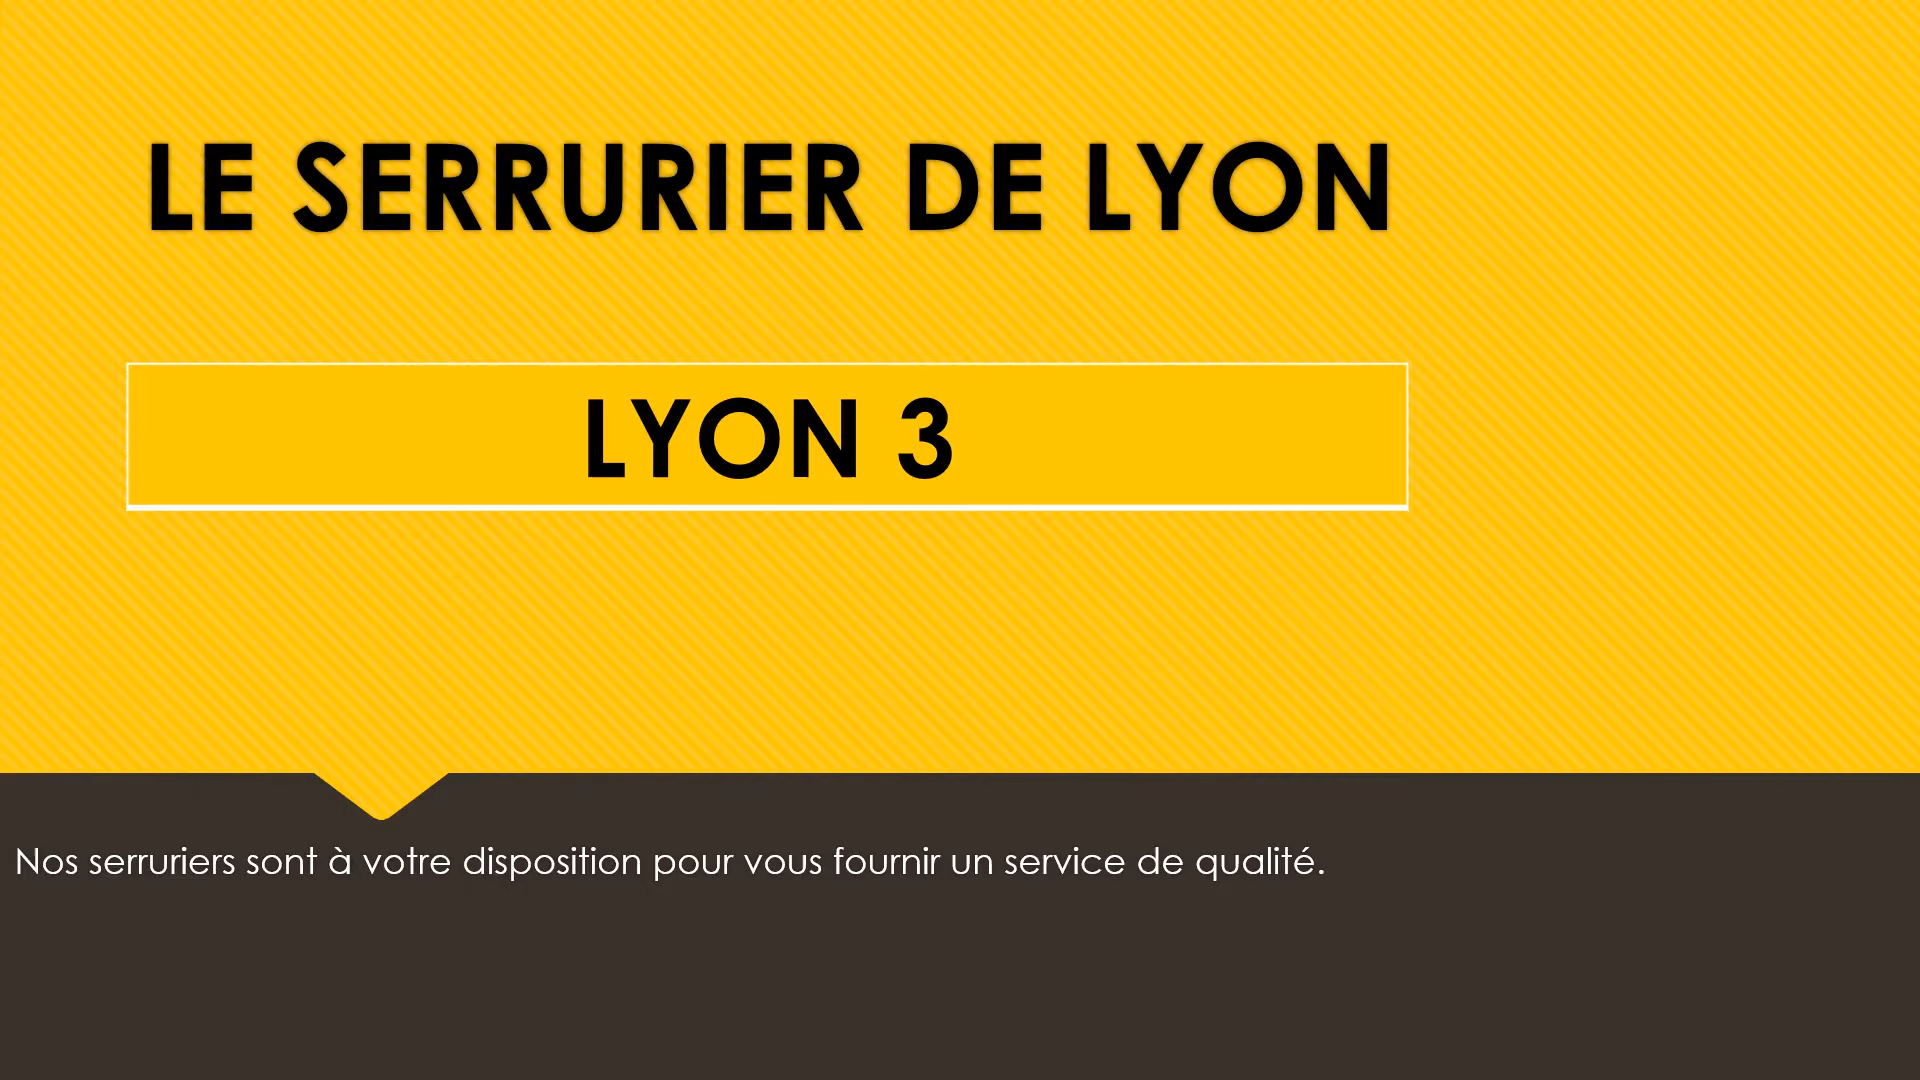 LE SERRURIER DE LYON
LYON 3
Nos serruriers sont à votre disposition pour vous fournir un service de qualité.